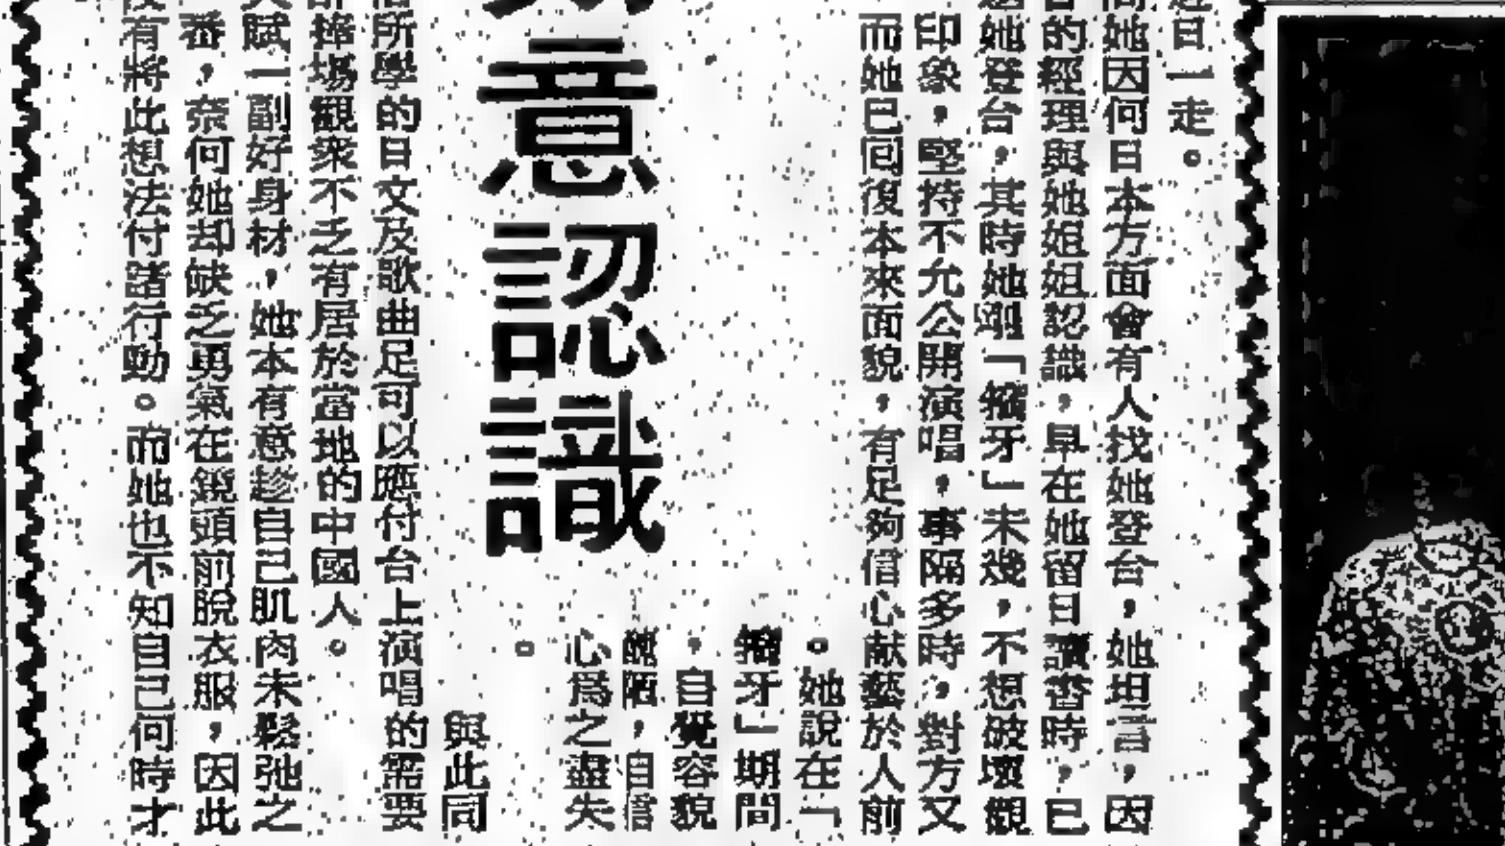 一走。
她因何日本方面會有人找她登台，她坦言，因
的經理與她姐姐認識，早在她留日讀書時，已
她登台，其時她剛「箍牙」未幾，不想破壞觀
印象，堅持不允公開演唱，事隔多時，對方又
而她已囘復本來面貌，有足夠信心献藝於人前
。她說在「
箍牙」期間
，自覺容貌
醜陋，自信
心爲之盡失
。
意認識
與此同
所學的日文及歌曲足可以應付台上演唱的需要
捧塲觀衆不乏有居於當地的中國人。
賦一副好身材，她本有意趁自己肌肉未鬆弛之
番，奈何她却缺乏勇氣在鏡頭前脫衣服，因此
有將此想法付諸行動。而她也不知自己何時才